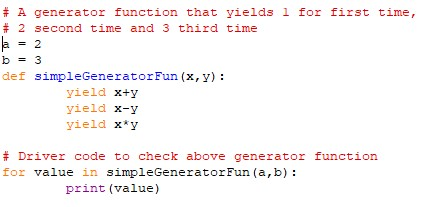 # A generator function that yields 1 for first time,
# 2 second time and 3 third time
a = 2
b = 3
def simpleGeneratorFun(x,y):
        yield x+y
        yield x-y
        yield x*y

# Driver code to check above generator function
for value in simpleGeneratorFun(a,b):
        print(value)